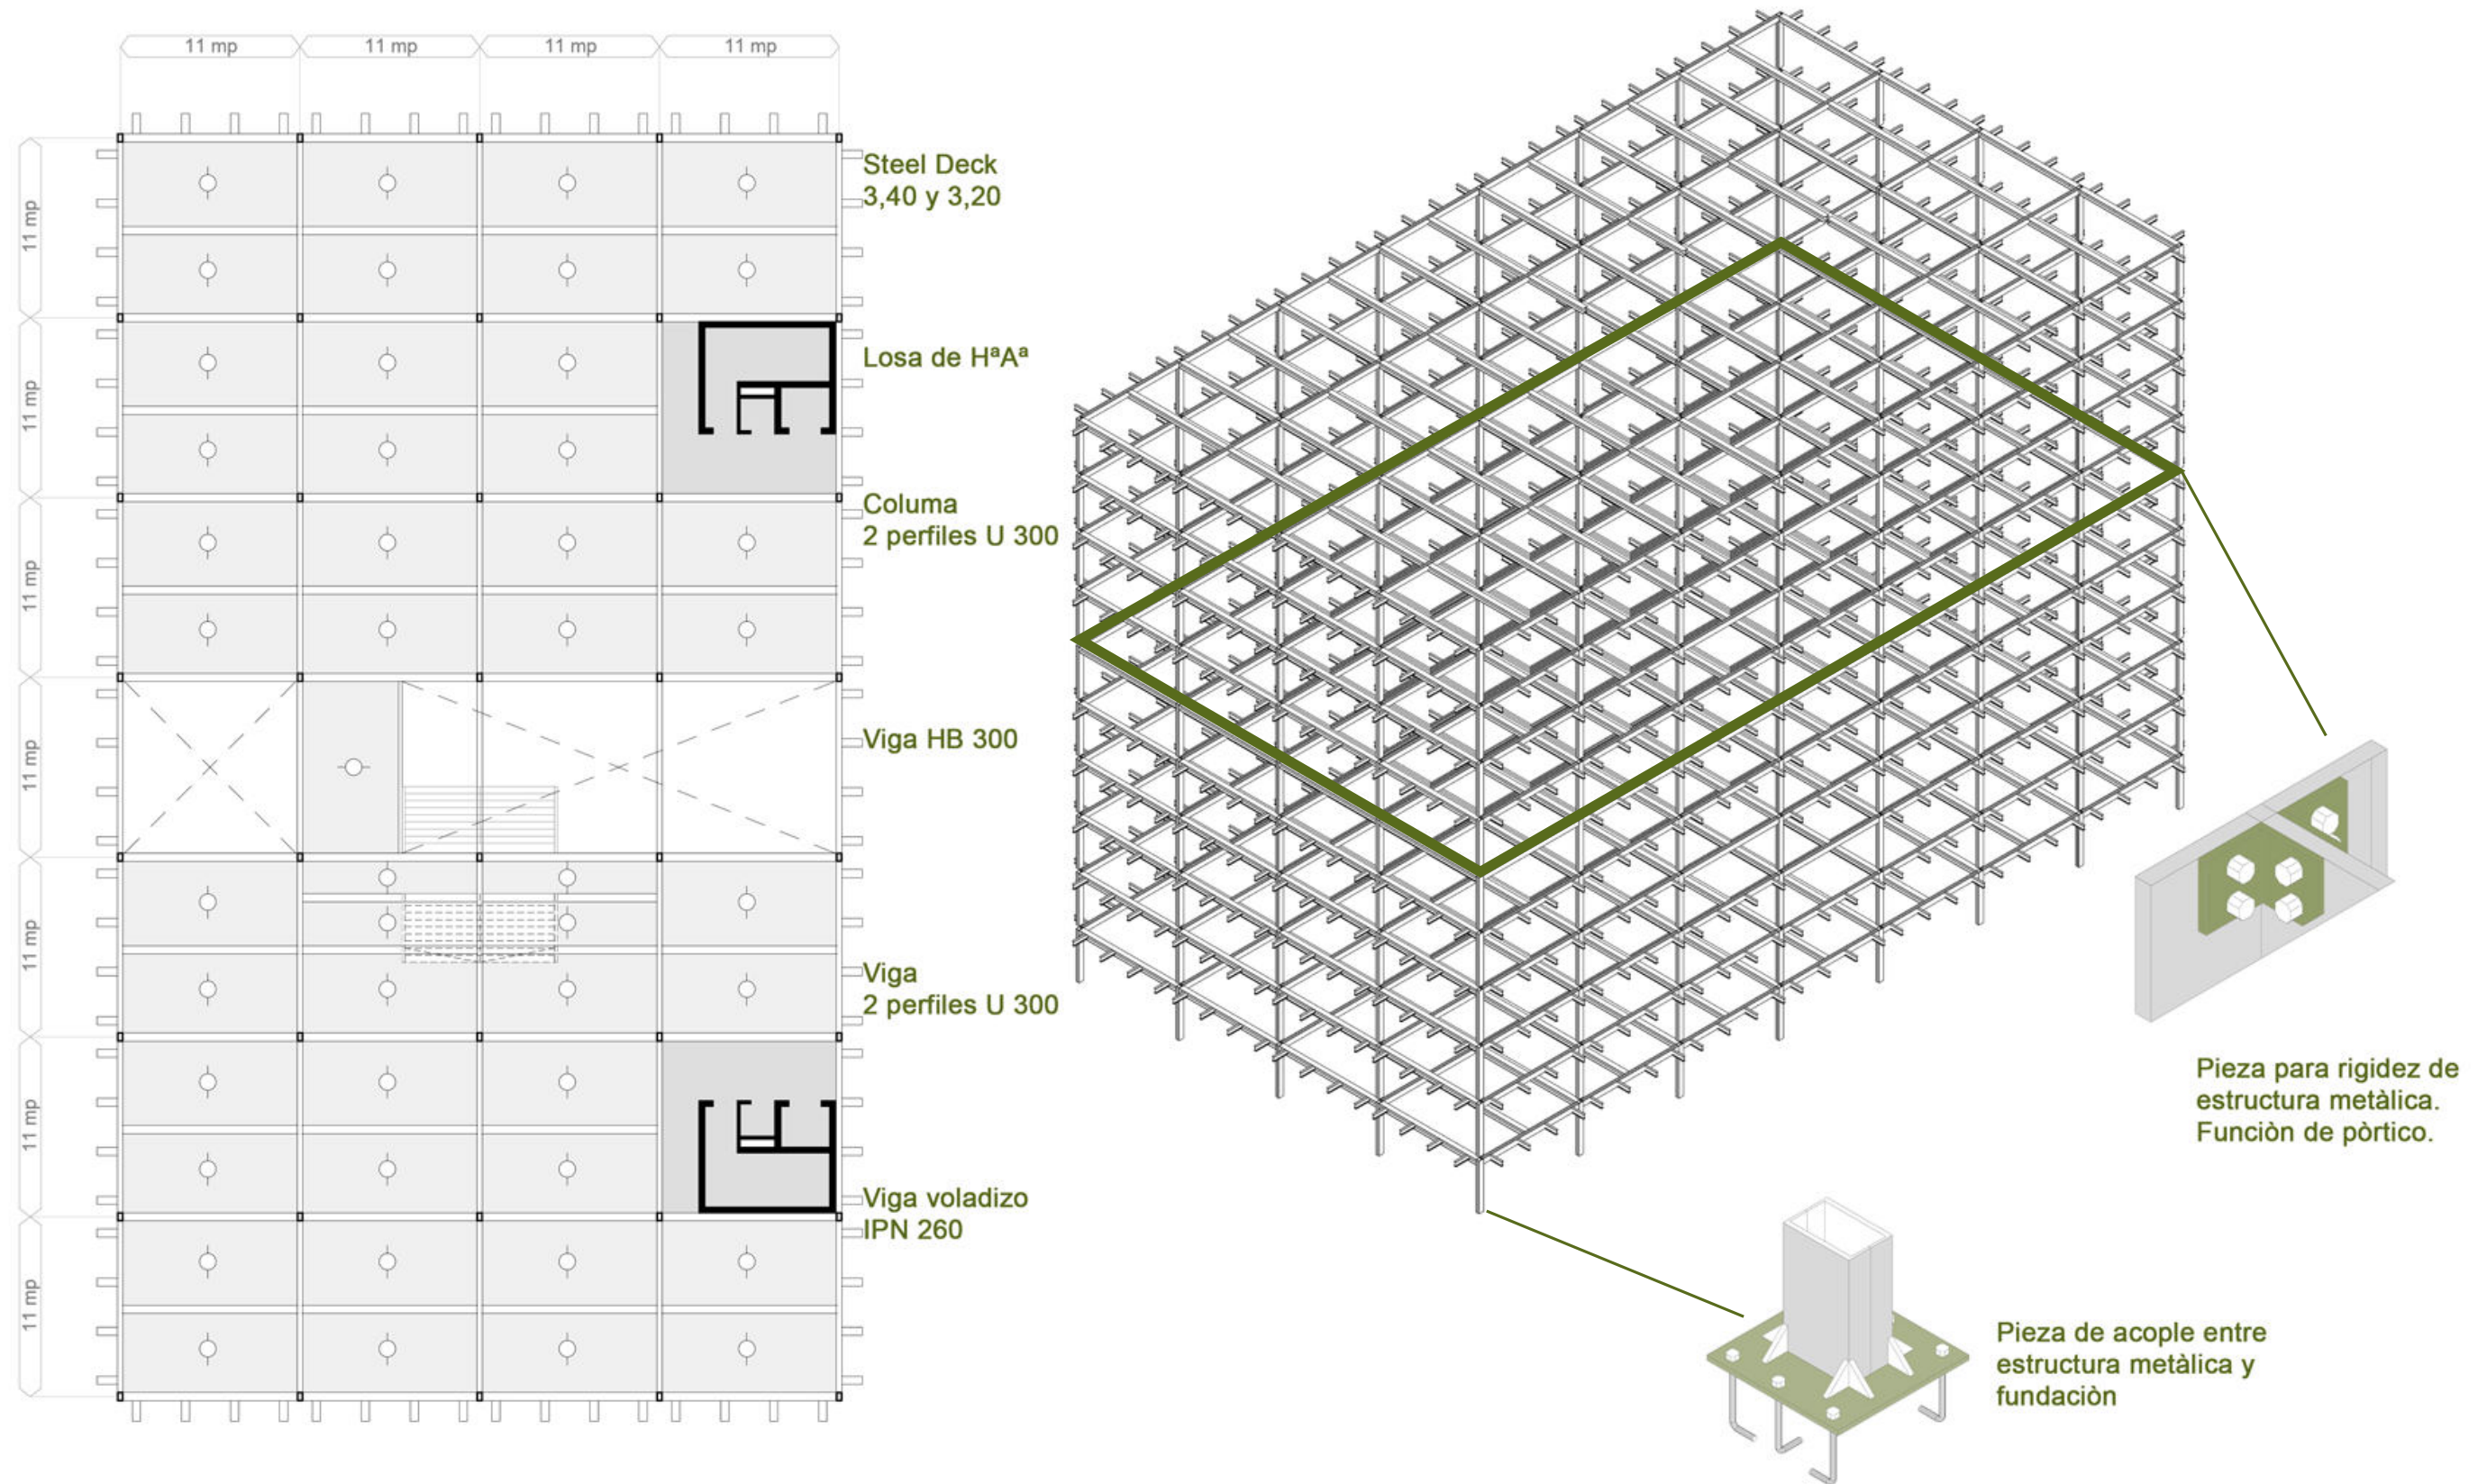 11 mp
11 mp
11 mp
11 mp
11 mp
11 mp
11 mp
11 mp
11 mp
11 mp
11 mp
Steel Deck
3,40 y 3,20
Losa de HªAª
Columa
2 perfiles U 300
Viga HB 300
Viga
2 perfiles U 300
Viga voladizo
IPN 260
Pieza para rigidez de
estructura metàlica.
Funciòn de pòrtico.
Pieza de acople entre
estructura metàlica y
fundaciòn